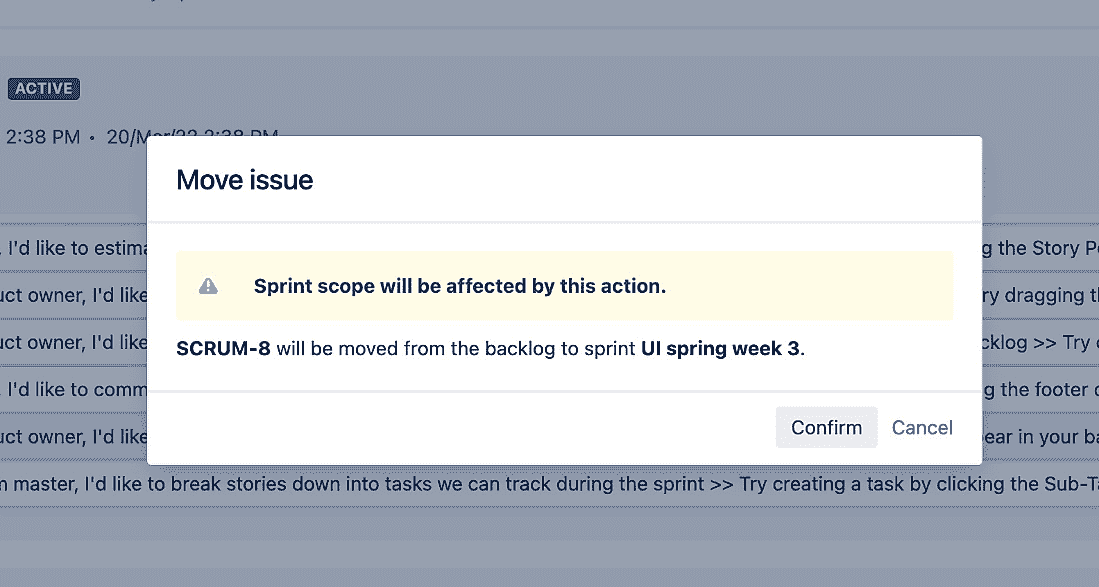 ACTIVE
2:38 PM • 20/Mar/22 2:38 PM
Move issue
, I'd like to estima
g the Story P
Sprint scope will be affected by this action.
uct owner, I'd like
ry dragging th
SCRUM-8 will be moved from the backlog to sprint UI spring week 3.
uct owner, I'd like
cklog >> Try
, I'd like to comm
g the footer
Confirm
Cancel
uct owner, I'd like
ear in your ba
m master, I'd like to break stories down into tasks we can track during the sprint >> Try creating a task by clicking the Sub-Ta